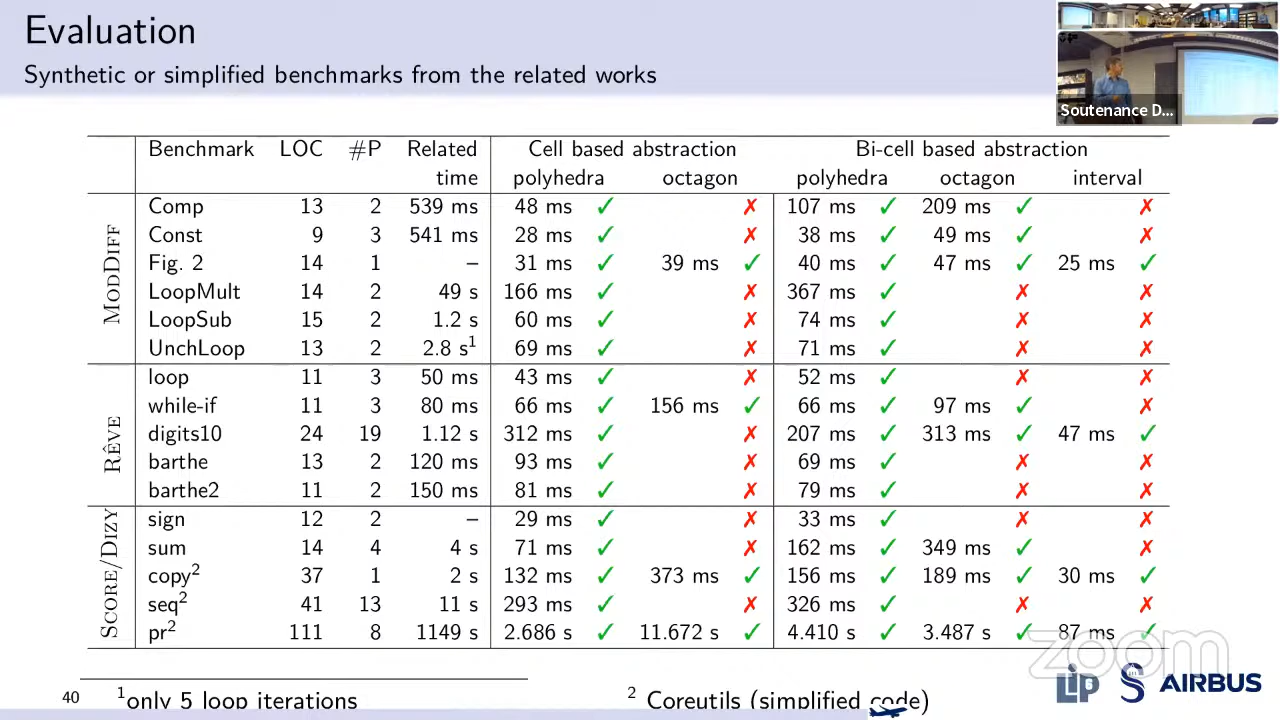 Evaluation
Synthetic or simplified benchmarks from the related works
Soutenance D...
Benchmark LOC #P Related time Cell based abstraction Bi-cell based abstraction
polyhedra octagon polyhedra octagon interval
MODIFF
Comp 13 2 539 ms 48 ms ✓ ✗ 107 ms ✓ 209 ms ✓ ✗
Const 9 3 541 ms 28 ms ✓ ✗ 38 ms ✓ 49 ms ✓ ✗
Fig. 2 14 1 – 31 ms ✓ 39 ms ✓ 40 ms ✓ 47 ms ✓ 25 ms ✓
LoopMult 14 2 49 s 166 ms ✓ ✗ 367 ms ✓ ✗ ✗
LoopSub 15 2 1.2 s 60 ms ✓ ✗ 74 ms ✓ ✗ ✗
UnchLoop 13 2 2.8 s¹ 69 ms ✓ ✗ 71 ms ✓ ✗ ✗
RÊVE
loop 11 3 50 ms 43 ms ✓ ✗ 52 ms ✓ ✗ ✗
while-if 11 3 80 ms 66 ms ✓ 156 ms ✓ 66 ms ✓ 97 ms ✓ ✗
digits10 24 19 1.12 s 312 ms ✓ ✗ 207 ms ✓ 313 ms ✓ 47 ms ✓
barthe 13 2 120 ms 93 ms ✓ ✗ 69 ms ✓ ✗ ✗
barthe2 11 2 150 ms 81 ms ✓ ✗ 79 ms ✓ ✗ ✗
SCORE/DIZY
sign 12 2 – 29 ms ✓ ✗ 33 ms ✓ ✗ ✗
sum 14 4 4 s 71 ms ✓ ✗ 162 ms ✓ 349 ms ✓ ✗
copy² 37 1 2 s 132 ms ✓ 373 ms ✓ 156 ms ✓ 189 ms ✓ 30 ms ✓
seq² 41 13 11 s 293 ms ✓ ✗ 326 ms ✓ ✗ ✗
pr² 111 8 1149 s 2.686 s ✓ 11.672 s ✓ 4.410 s ✓ 3.487 s ✓ 87 ms ✓
zoom
40 ¹only 5 loop iterations ² Coreutils (simplified code)
LIP6 AIRBUS